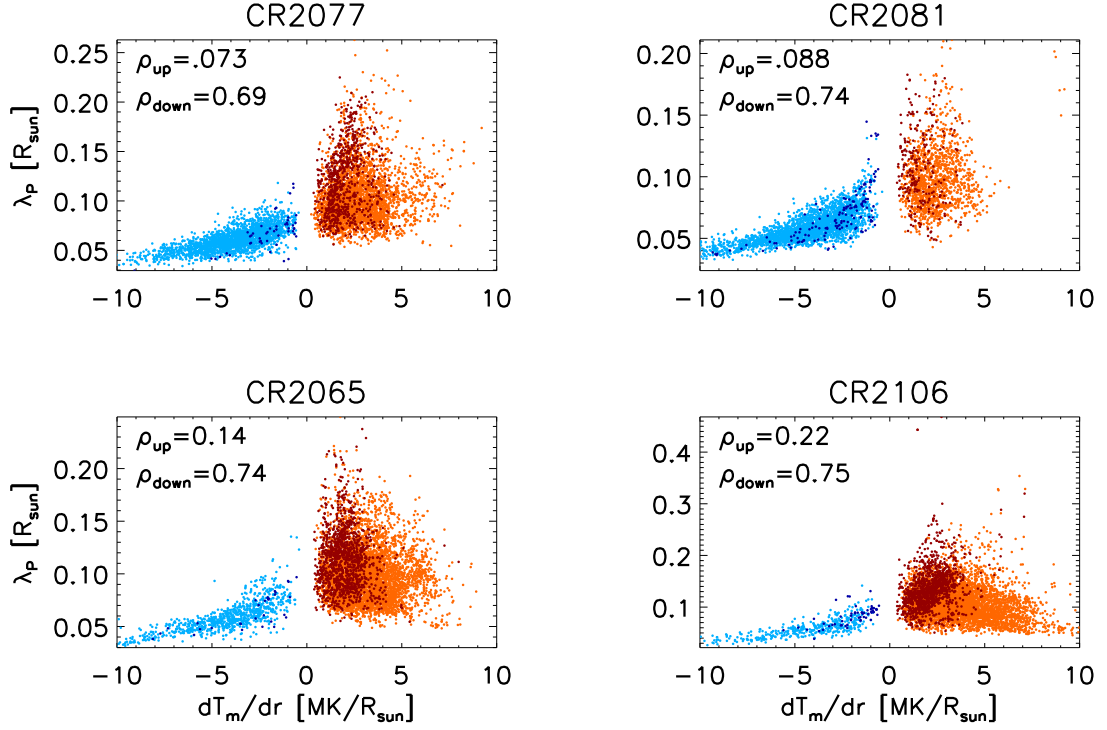 CR2077
CR2081
ρup=.073
ρdown=0.69
ρup=.088
ρdown=0.74
0.25
0.20
0.15
0.10
0.05
λP [Rsun]
0.20
0.15
0.10
0.05
−10 −5 0 5 10
−10 −5 0 5 10
CR2065
CR2106
ρup=0.14
ρdown=0.74
ρup=0.22
ρdown=0.75
0.20
0.15
0.10
0.05
λP [Rsun]
0.4
0.3
0.2
0.1
−10 −5 0 5 10
−10 −5 0 5 10
dTm/dr [MK/Rsun]
dTm/dr [MK/Rsun]